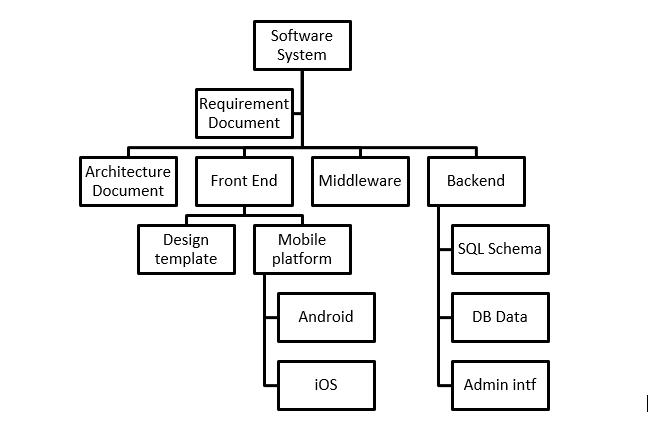 Software
System
Requirement
Document
Architecture
Document
Front End
Middleware
Backend
Design
template
Mobile
platform
SQL Schema
Android
DB Data
iOS
Admin intf